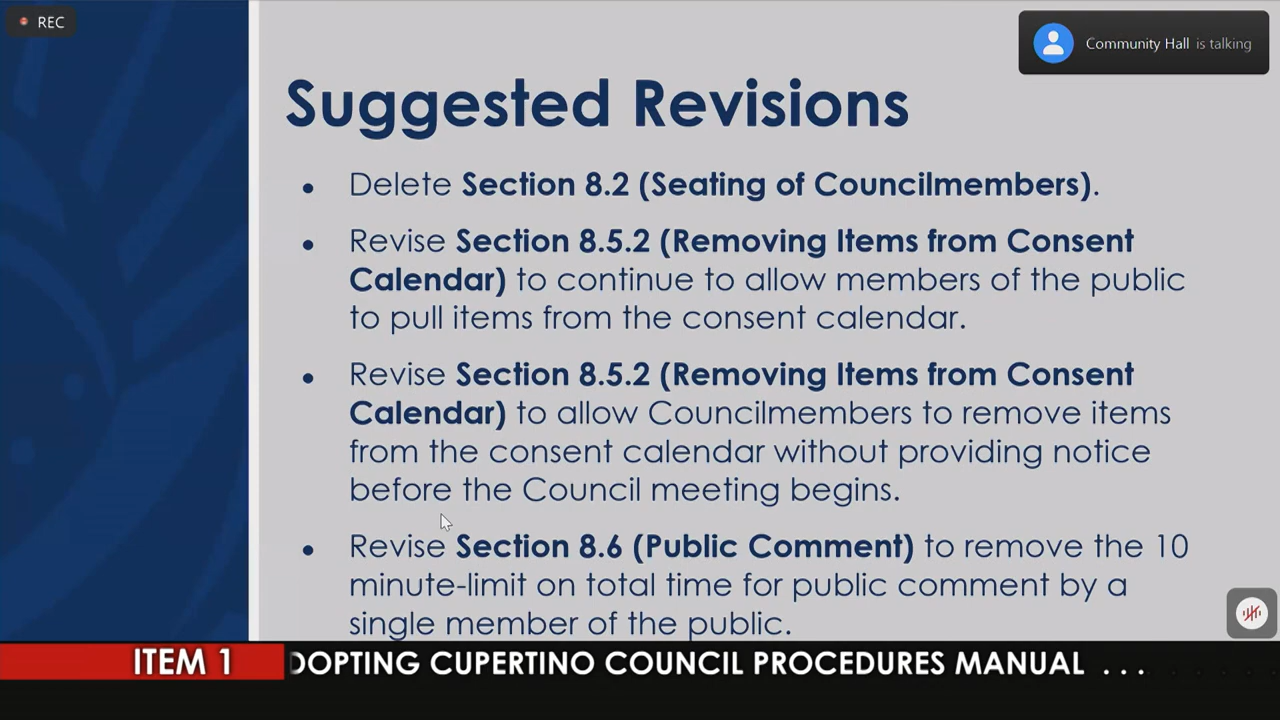 REC
Community Hall is talking
Suggested Revisions
• Delete Section 8.2 (Seating of Councilmembers).
• Revise Section 8.5.2 (Removing Items from Consent
Calendar) to continue to allow members of the public
to pull items from the consent calendar.
• Revise Section 8.5.2 (Removing Items from Consent
Calendar) to allow Councilmembers to remove items
from the consent calendar without providing notice
before the Council meeting begins.
• Revise Section 8.6 (Public Comment) to remove the 10
minute-limit on total time for public comment by a
single member of the public.
ITEM 1
DOPTING CUPERTINO COUNCIL PROCEDURES MANUAL ...